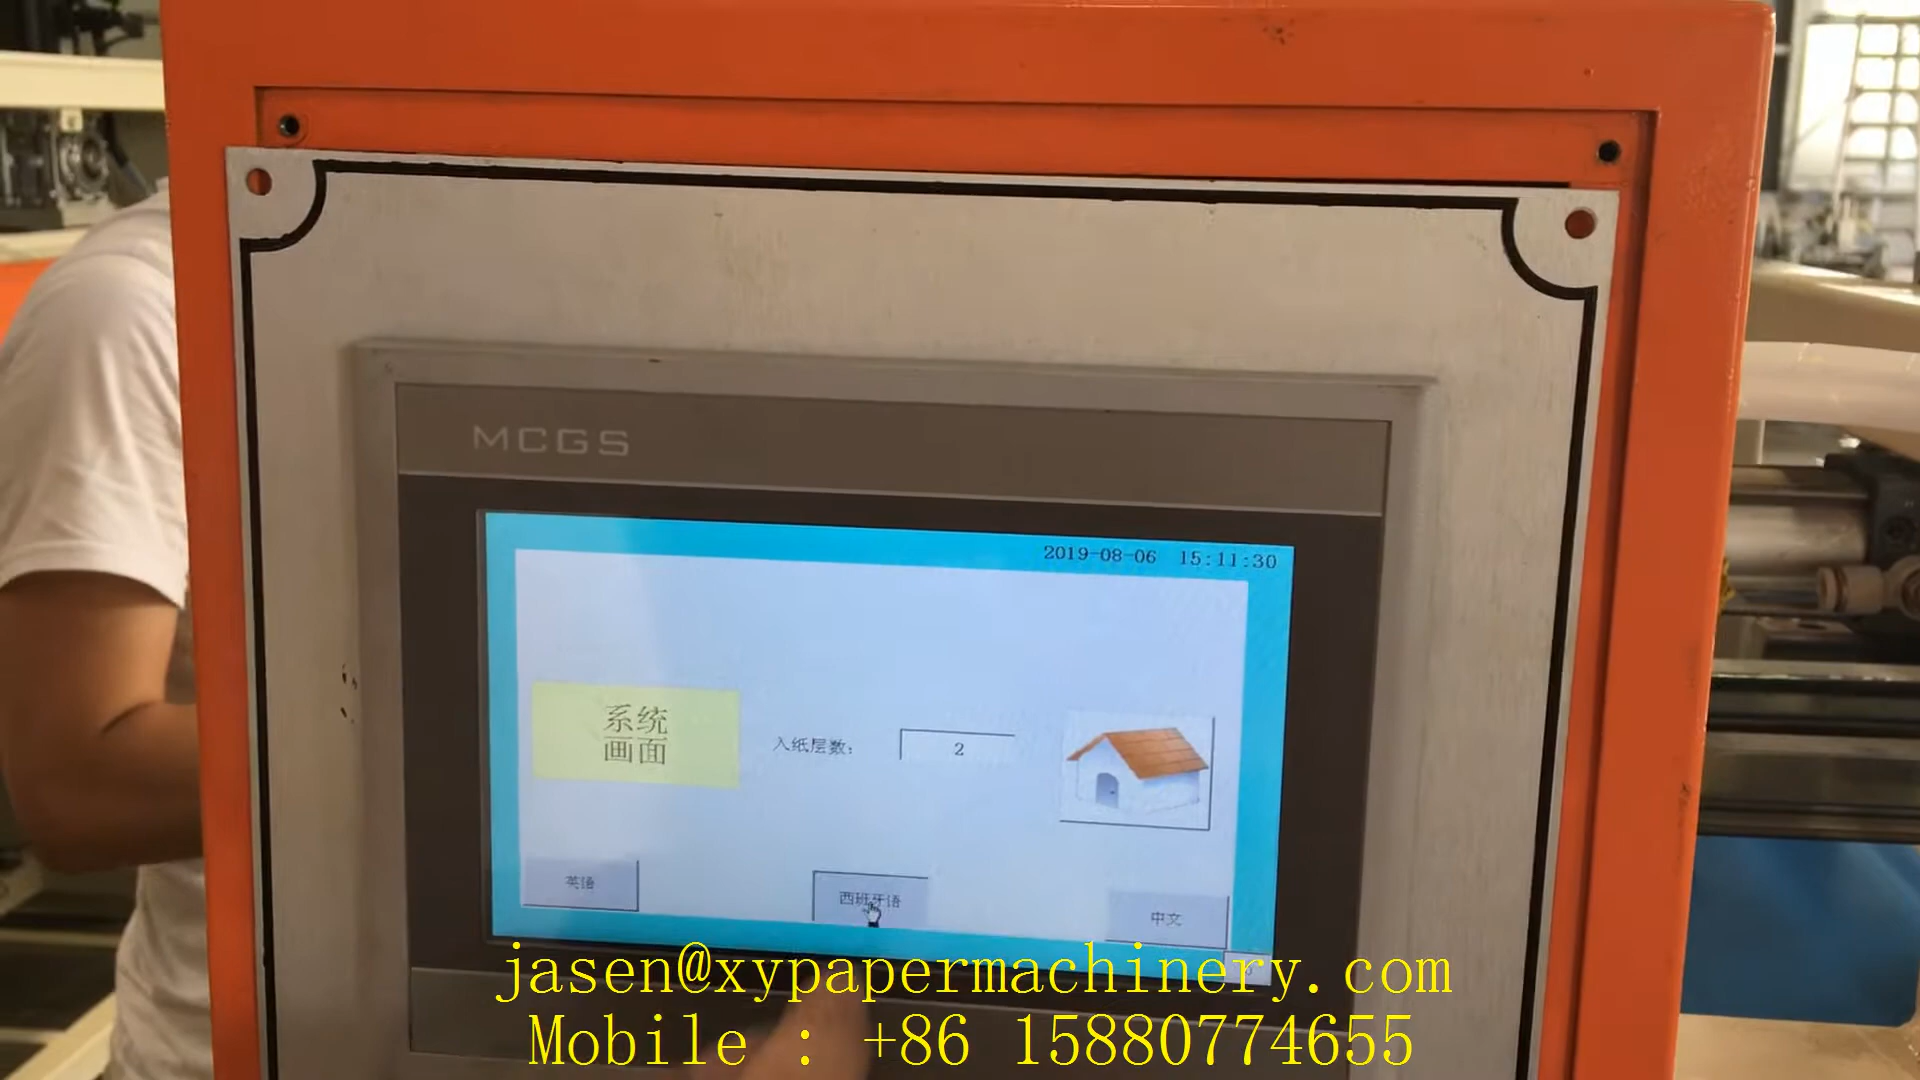 MCGS
2019-08-06 15:11:30
系统
画面
入纸层数:
2
英语
西班牙语
中文
jasen@xypapermachinery.com
Mobile : +86 15880774655